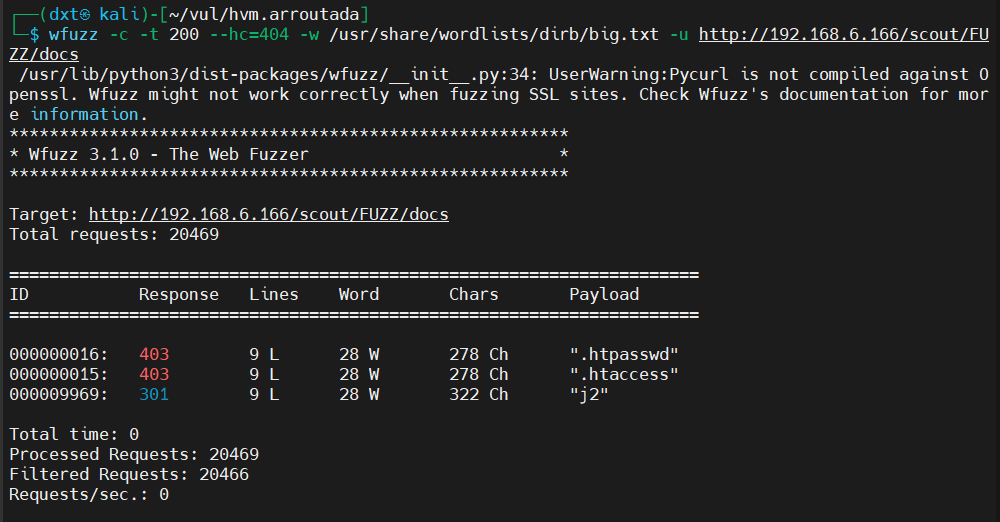 ┌──(dxt㉿ kali)-[~/vul/hvm.arroutada]
└─$ wfuzz -c -t 200 --hc=404 -w /usr/share/wordlists/dirb/big.txt -u http://192.168.6.166/scout/FU
ZZ/docs
 /usr/lib/python3/dist-packages/wfuzz/__init__.py:34: UserWarning:Pycurl is not compiled against O
penssl. Wfuzz might not work correctly when fuzzing SSL sites. Check Wfuzz's documentation for mor
e information.
********************************************************
* Wfuzz 3.1.0 - The Web Fuzzer                         *
********************************************************
Target: http://192.168.6.166/scout/FUZZ/docs
Total requests: 20469
=====================================================================
ID           Response   Lines    Word       Chars       Payload
=====================================================================
000000016:   403        9 L      28 W       278 Ch      ".htpasswd"
000000015:   403        9 L      28 W       278 Ch      ".htaccess"
000009969:   301        9 L      28 W       322 Ch      "j2"
Total time: 0
Processed Requests: 20469
Filtered Requests: 20466
Requests/sec.: 0